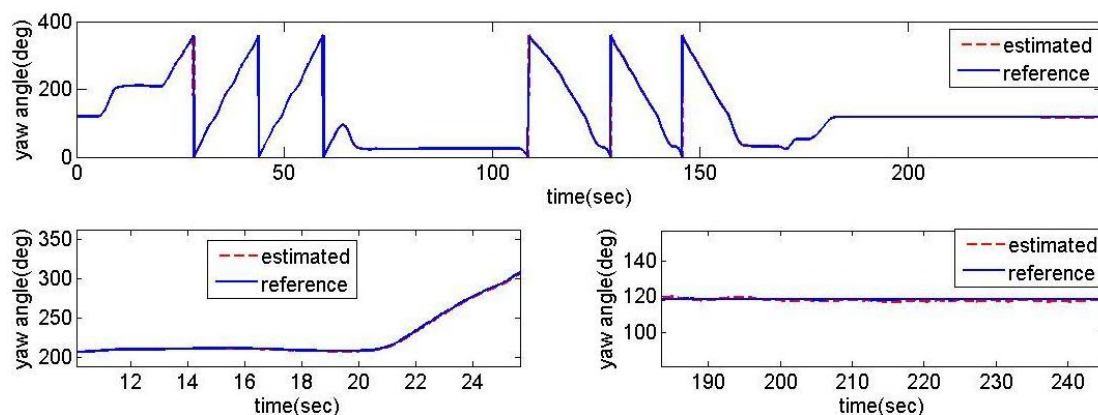 400
estimated
reference
yaw angle(deg)
200
0
0 50 100 150 200
time(sec)
350
estimated
reference
yaw angle(deg)
300
250
200
12 14 16 18 20 22 24
time(sec)
estimated
reference
yaw angle(deg)
140
120
100
190 200 210 220 230 240
time(sec)